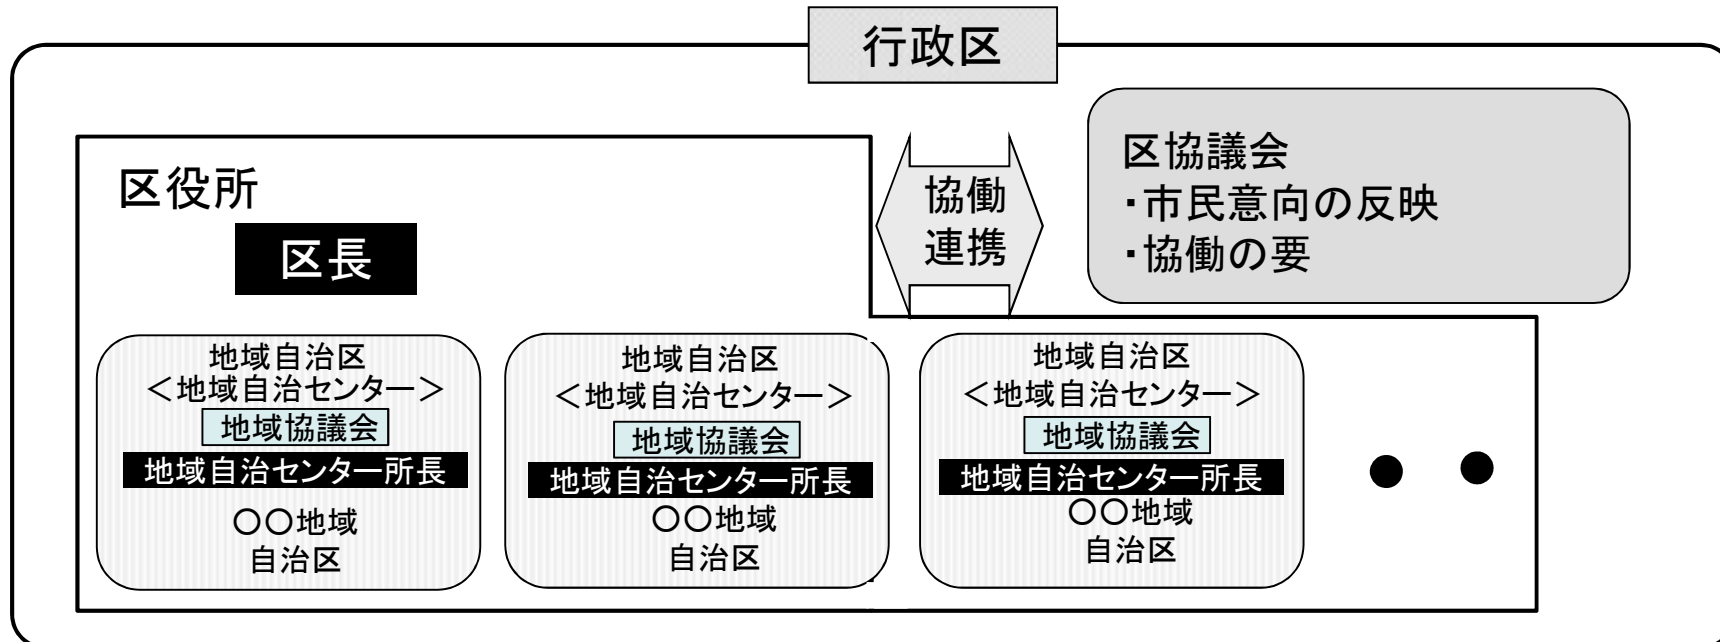 行政区
区役所
区長
協働
連携
区協議会
・市民意向の反映
・協働の要
地域自治区
＜地域自治センター＞
地域協議会
地域自治センター所長
〇〇地域
自治区
地域自治区
＜地域自治センター＞
地域協議会
地域自治センター所長
〇〇地域
自治区
地域自治区
＜地域自治センター＞
地域協議会
地域自治センター所長
〇〇地域
自治区